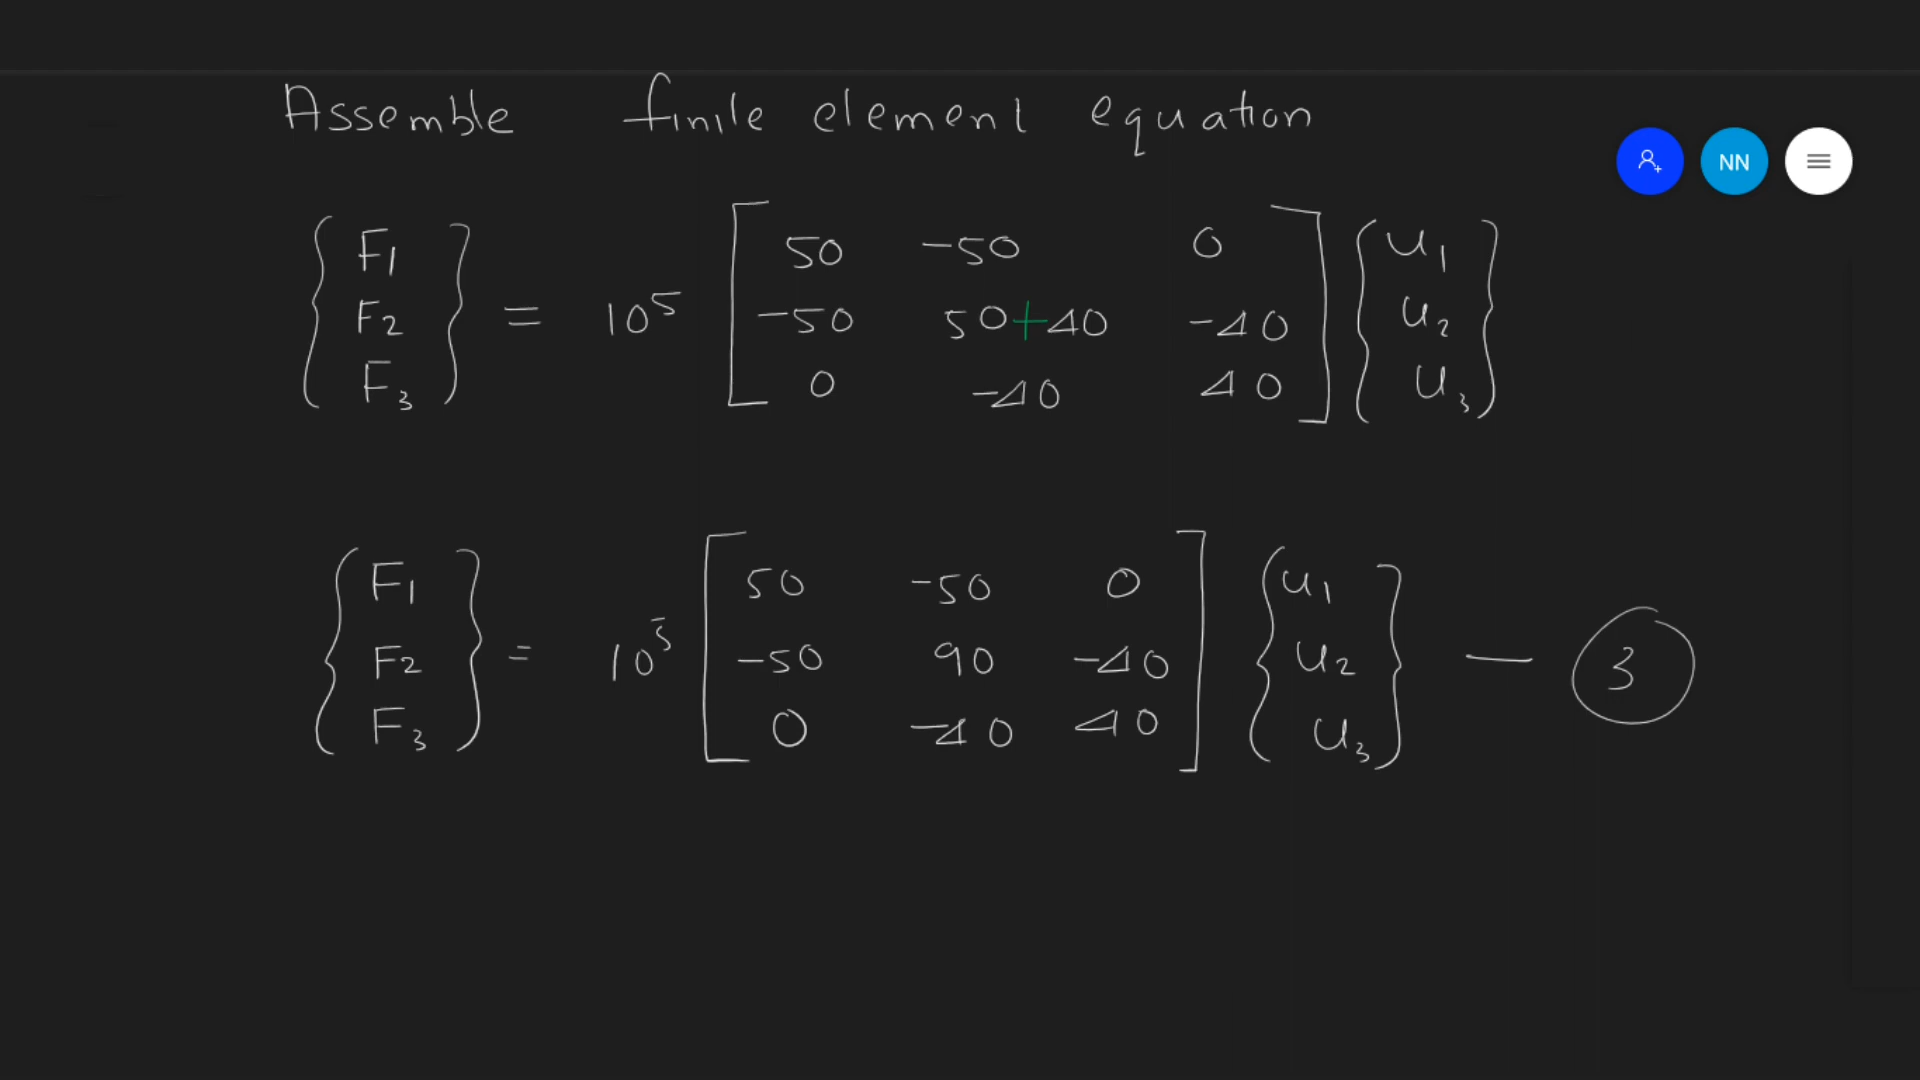 Assemble finite element equation
NN
{ F1 } = 10^5 [ 50 -50 0 ] { u1 }
{ F2 } [ -50 50+40 -40 ] { u2 }
{ F3 } [ 0 -40 40 ] { u3 }
{ F1 } = 10^5 [ 50 -50 0 ] { u1 } — 3
{ F2 } [ -50 90 -40 ] { u2 }
{ F3 } [ 0 -40 40 ] { u3 }